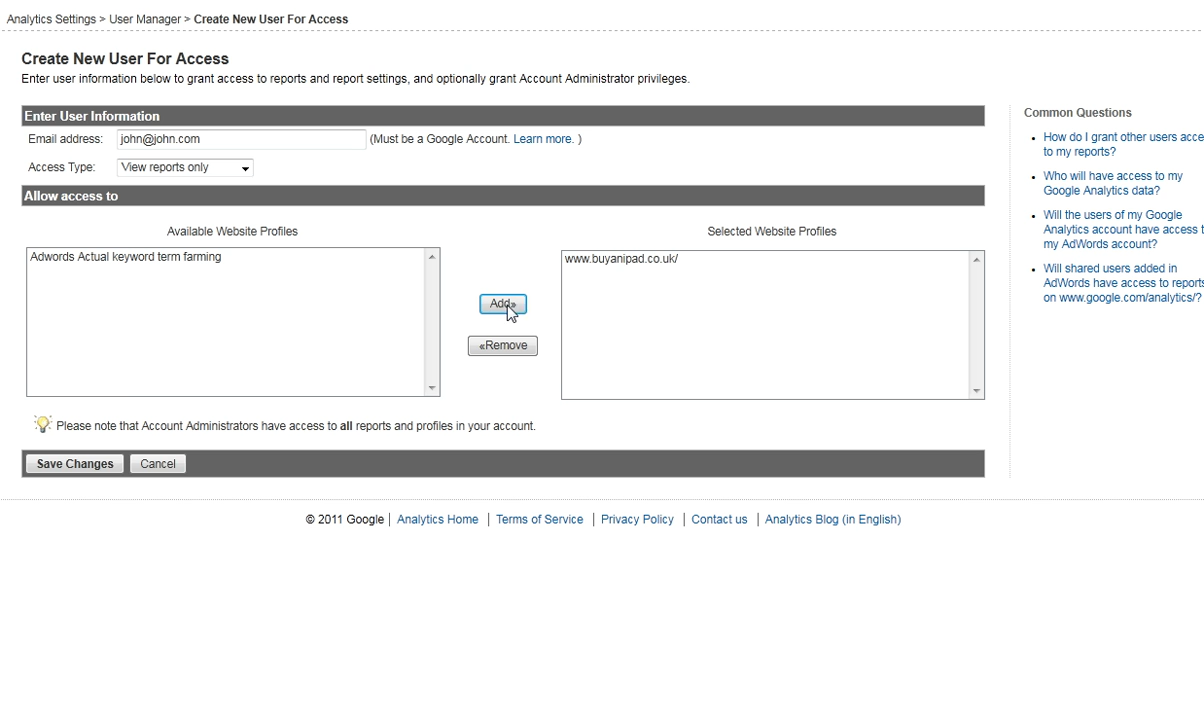 Analytics Settings > User Manager > Create New User For Access
Create New User For Access
Enter user information below to grant access to reports and report settings, and optionally grant Account Administrator privileges.
Enter User Information
Email address: john@john.com (Must be a Google Account. Learn more. )
Access Type: View reports only
Allow access to
Available Website Profiles
Adwords Actual keyword term farming
Add»
«Remove
Selected Website Profiles
www.buyanipad.co.uk/
Please note that Account Administrators have access to all reports and profiles in your account.
Save Changes Cancel
Common Questions
How do I grant other users acce
to my reports?
Who will have access to my
Google Analytics data?
Will the users of my Google
Analytics account have access t
my AdWords account?
Will shared users added in
AdWords have access to reports
on www.google.com/analytics/?
© 2011 Google | Analytics Home | Terms of Service | Privacy Policy | Contact us | Analytics Blog (in English)